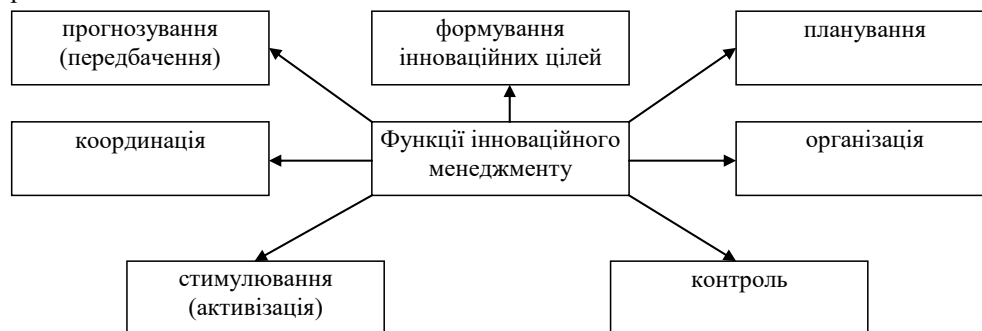 прогнозування
(передбачення)
формування
інноваційних цілей
планування
координація
Функції інноваційного
менеджменту
організація
стимулювання
(активізація)
контроль